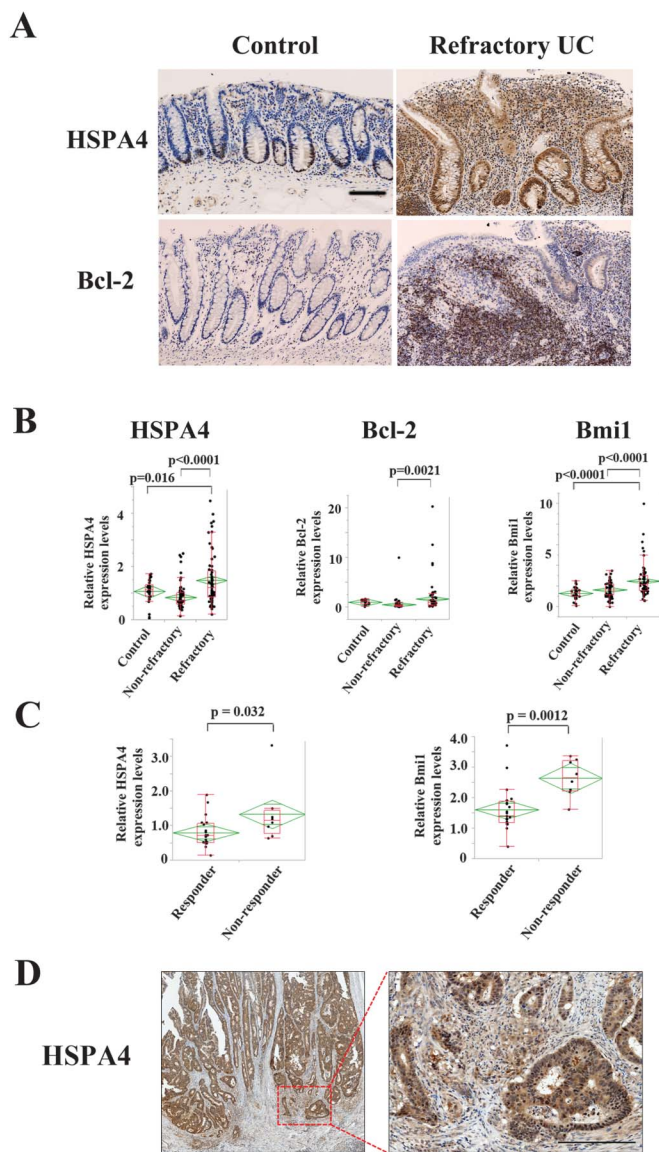 A
Control Refractory UC
HSPA4
Bcl-2
B
HSPA4 Bcl-2 Bmi1
p<0.0001
p=0.016
p=0.0021
p<0.0001
p<0.0001
Relative HSPA4
expression levels
4
2
0
Control
Non-refractory
Refractory
Relative Bcl-2
expression levels
20
10
0
Control
Non-refractory
Refractory
Relative Bmi1
expression levels
10
5
0
Control
Non-refractory
Refractory
C
p = 0.032
Relative HSPA4
expression levels
3.0
2.0
1.0
0
Responder
Non-responder
p = 0.0012
Relative Bmi1
expression levels
4.0
3.0
2.0
1.0
0
Responder
Non-responder
D
HSPA4